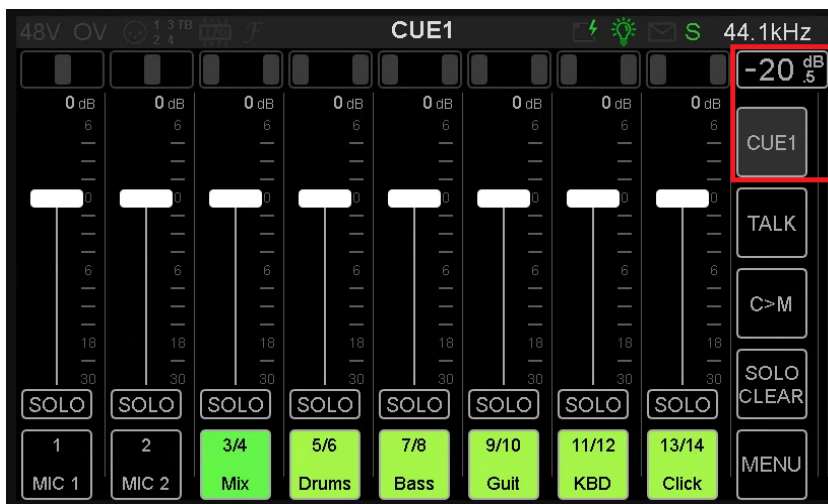 48V OV 1 3 TB 2 4 F CUE1 S 44.1kHz
-20 dB .5
0 dB 0 dB 0 dB 0 dB 0 dB 0 dB 0 dB 0 dB
6 6 6 6 6 6 6 6
CUE1
0 0 0 0 0 0 0 0
TALK
6 6 6 6 6 6 6 6
C>M
18 18 18 18 18 18 18 18
30 30 30 30 30 30 30 30
SOLO CLEAR
SOLO SOLO SOLO SOLO SOLO SOLO SOLO SOLO
1 2 3/4 5/6 7/8 9/10 11/12 13/14
MENU
MIC 1 MIC 2 Mix Drums Bass Guit KBD Click